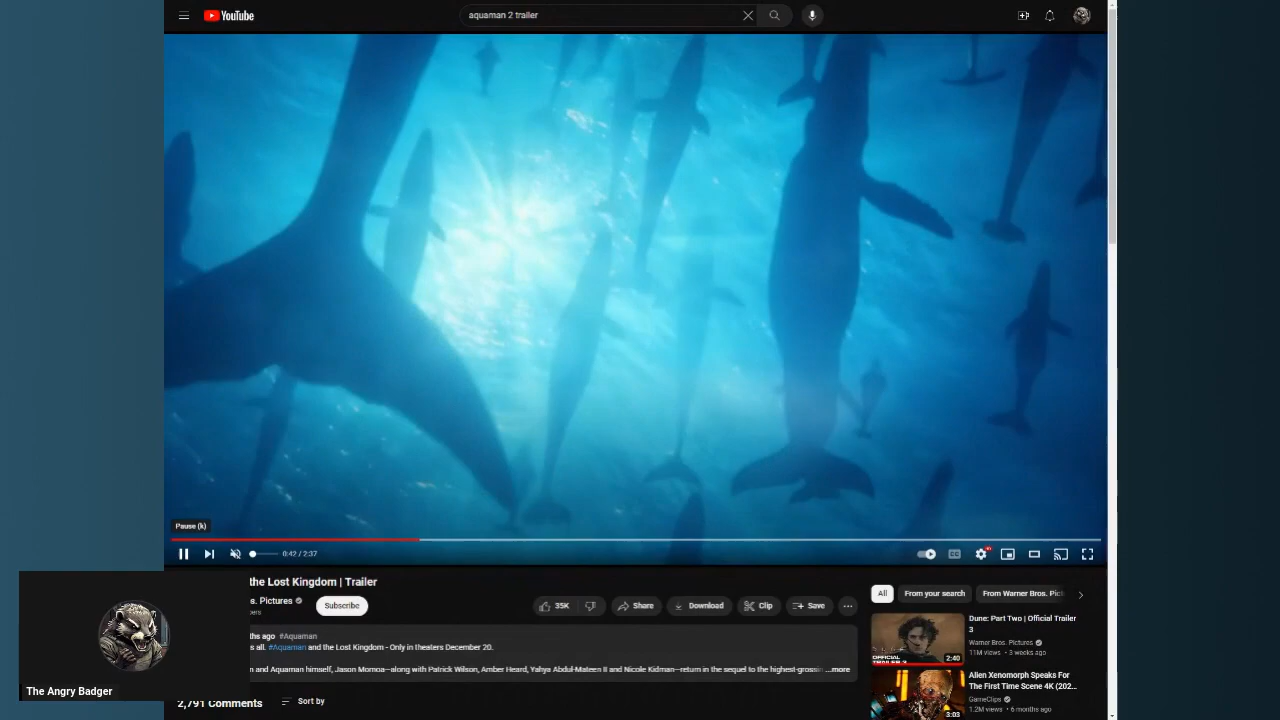 YouTube
aquaman 2 trailer
Pause (k)
0:42 / 2:37
the Lost Kingdom | Trailer
s. Pictures
bers
Subscribe
35K
Share
Download
Clip
Save
ths ago #Aquaman
s all. #Aquaman and the Lost Kingdom - Only in theaters December 20.
n and Aquaman himself, Jason Momoa—along with Patrick Wilson, Amber Heard, Yahya Abdul-Mateen II and Nicole Kidman—return in the sequel to the highest-grossin ...more
2,791 Comments
Sort by
All
From your search
From Warner Bros. Pict
Dune: Part Two | Official Trailer
3
Warner Bros. Pictures
11M views • 3 weeks ago
OFFICIAL
2:40
Alien Xenomorph Speaks For
The First Time Scene 4K (202...
GameClips
1.2M views • 6 months ago
3:03
The Angry Badger